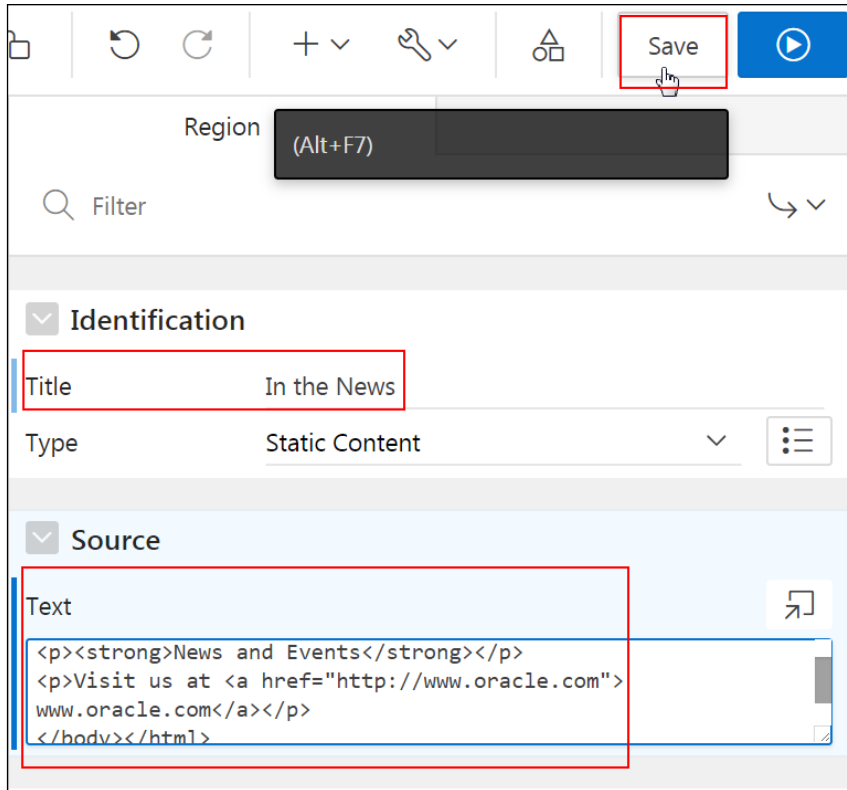 Save
Region
(Alt+F7)
Filter
Identification
Title In the News
Type Static Content
Source
Text
<p><strong>News and Events</strong></p>
<p>Visit us at <a href="http://www.oracle.com">
www.oracle.com</a></p>
</body></html>